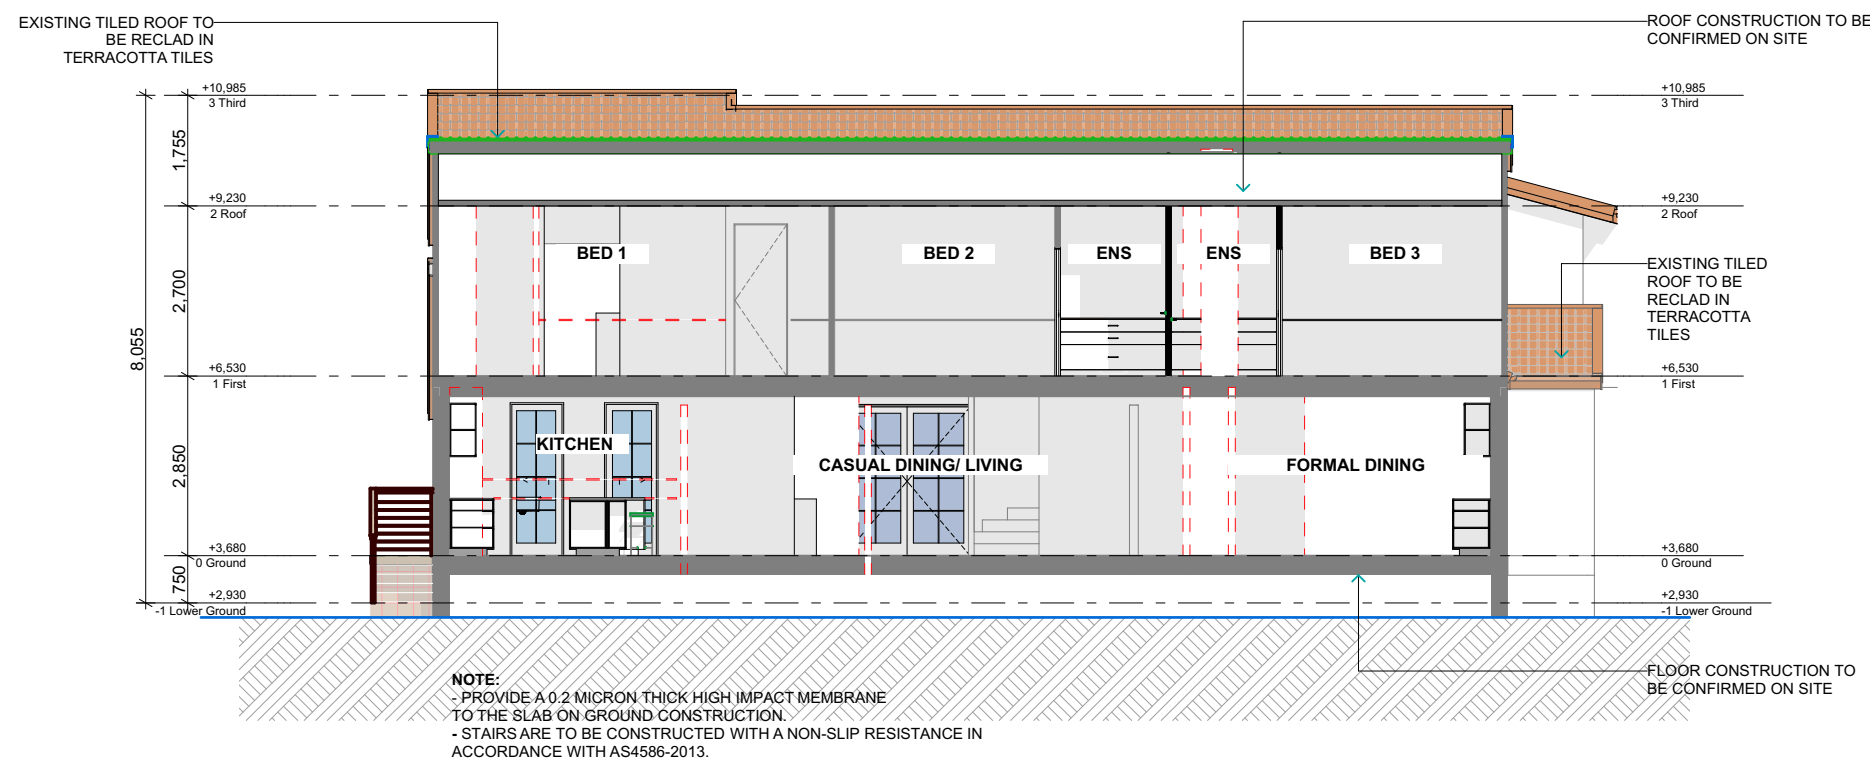 EXISTING TILED ROOF TO
BE RECLAD IN
TERRACOTTA TILES
ROOF CONSTRUCTION TO BE
CONFIRMED ON SITE
+10,985
3 Third
+10,985
3 Third
1,755
+9,230
2 Roof
+9,230
2 Roof
BED 1
BED 2
ENS
ENS
BED 3
2,700
EXISTING TILED
ROOF TO BE
RECLAD IN
TERRACOTTA
TILES
8,055
+6,530
1 First
+6,530
1 First
KITCHEN
CASUAL DINING/ LIVING
FORMAL DINING
2,850
+3,680
0 Ground
+3,680
0 Ground
750
+2,930
-1 Lower Ground
+2,930
-1 Lower Ground
FLOOR CONSTRUCTION TO
BE CONFIRMED ON SITE
NOTE:
- PROVIDE A 0.2 MICRON THICK HIGH IMPACT MEMBRANE
TO THE SLAB ON GROUND CONSTRUCTION.
- STAIRS ARE TO BE CONSTRUCTED WITH A NON-SLIP RESISTANCE IN
ACCORDANCE WITH AS4586-2013.